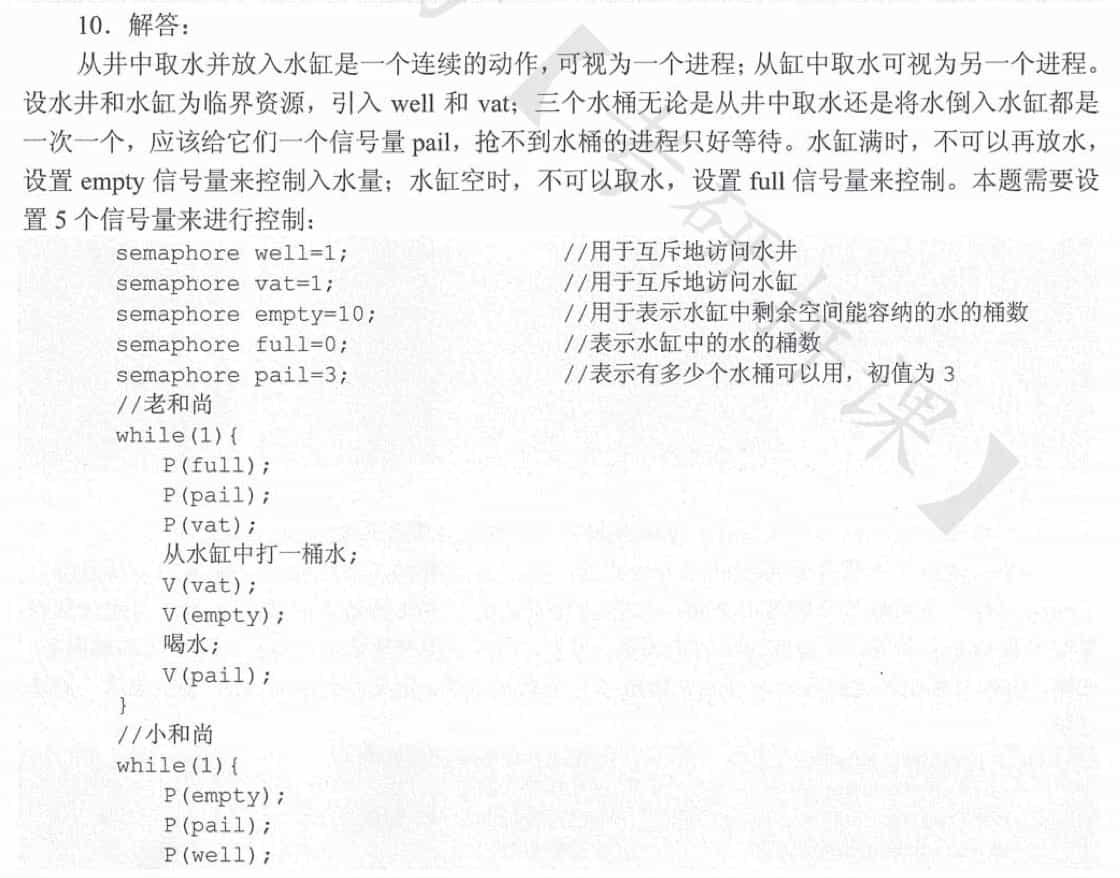 10．解答：
从井中取水并放入水缸是一个连续的动作，可视为一个进程；从缸中取水可视为另一个进程。
设水井和水缸为临界资源，引入 well 和 vat；三个水桶无论是从井中取水还是将水倒入水缸都是
一次一个，应该给它们一个信号量 pail，抢不到水桶的进程只好等待。水缸满时，不可以再放水，
设置 empty 信号量来控制入水量；水缸空时，不可以取水，设置 full 信号量来控制。本题需要设
置 5 个信号量来进行控制：
semaphore well=1; //用于互斥地访问水井
semaphore vat=1; //用于互斥地访问水缸
semaphore empty=10; //用于表示水缸中剩余空间能容纳的水的桶数
semaphore full=0; //表示水缸中的水的桶数
semaphore pail=3; //表示有多少个水桶可以用，初值为 3
//老和尚
while(1){
P(full);
P(pail);
P(vat);
从水缸中打一桶水;
V(vat);
V(empty);
喝水;
V(pail);
}
//小和尚
while(1){
P(empty);
P(pail);
P(well);